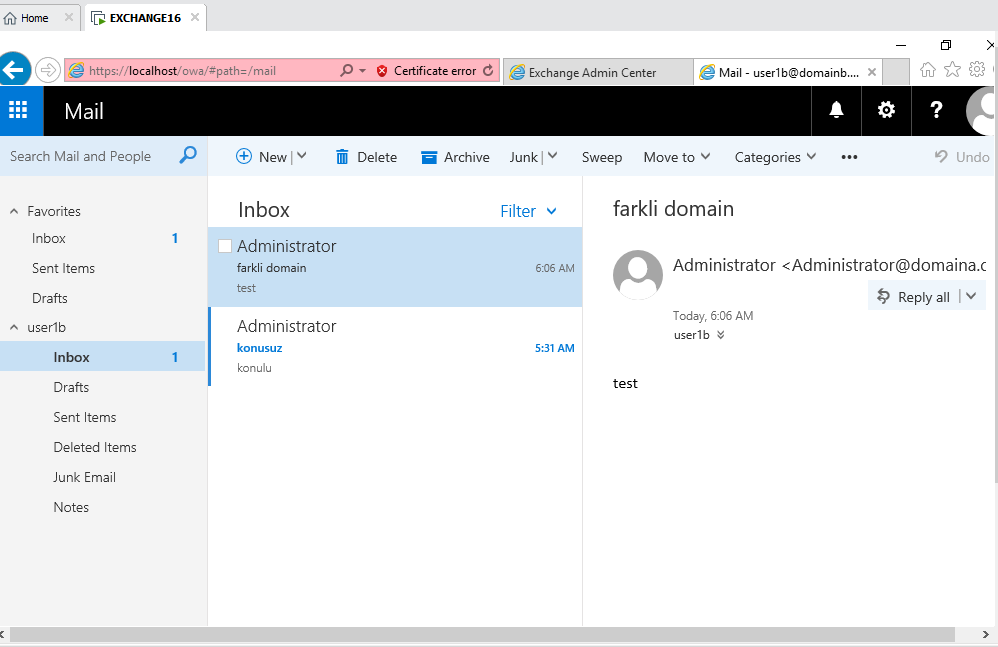 Home
EXCHANGE16
https://localhost/owa/#path=/mail
Certificate error
Exchange Admin Center
Mail - user1b@domainb....
Mail
?
Search Mail and People
New
Delete
Archive
Junk
Sweep
Move to
Categories
Undo
Favorites
Inbox 1
Sent Items
Drafts
user1b
Inbox 1
Drafts
Sent Items
Deleted Items
Junk Email
Notes
Inbox
Filter
Administrator
farkli domain 6:06 AM
test
Administrator
konusuz 5:31 AM
konulu
farkli domain
Administrator <Administrator@domaina.c
Reply all
Today, 6:06 AM
user1b
test